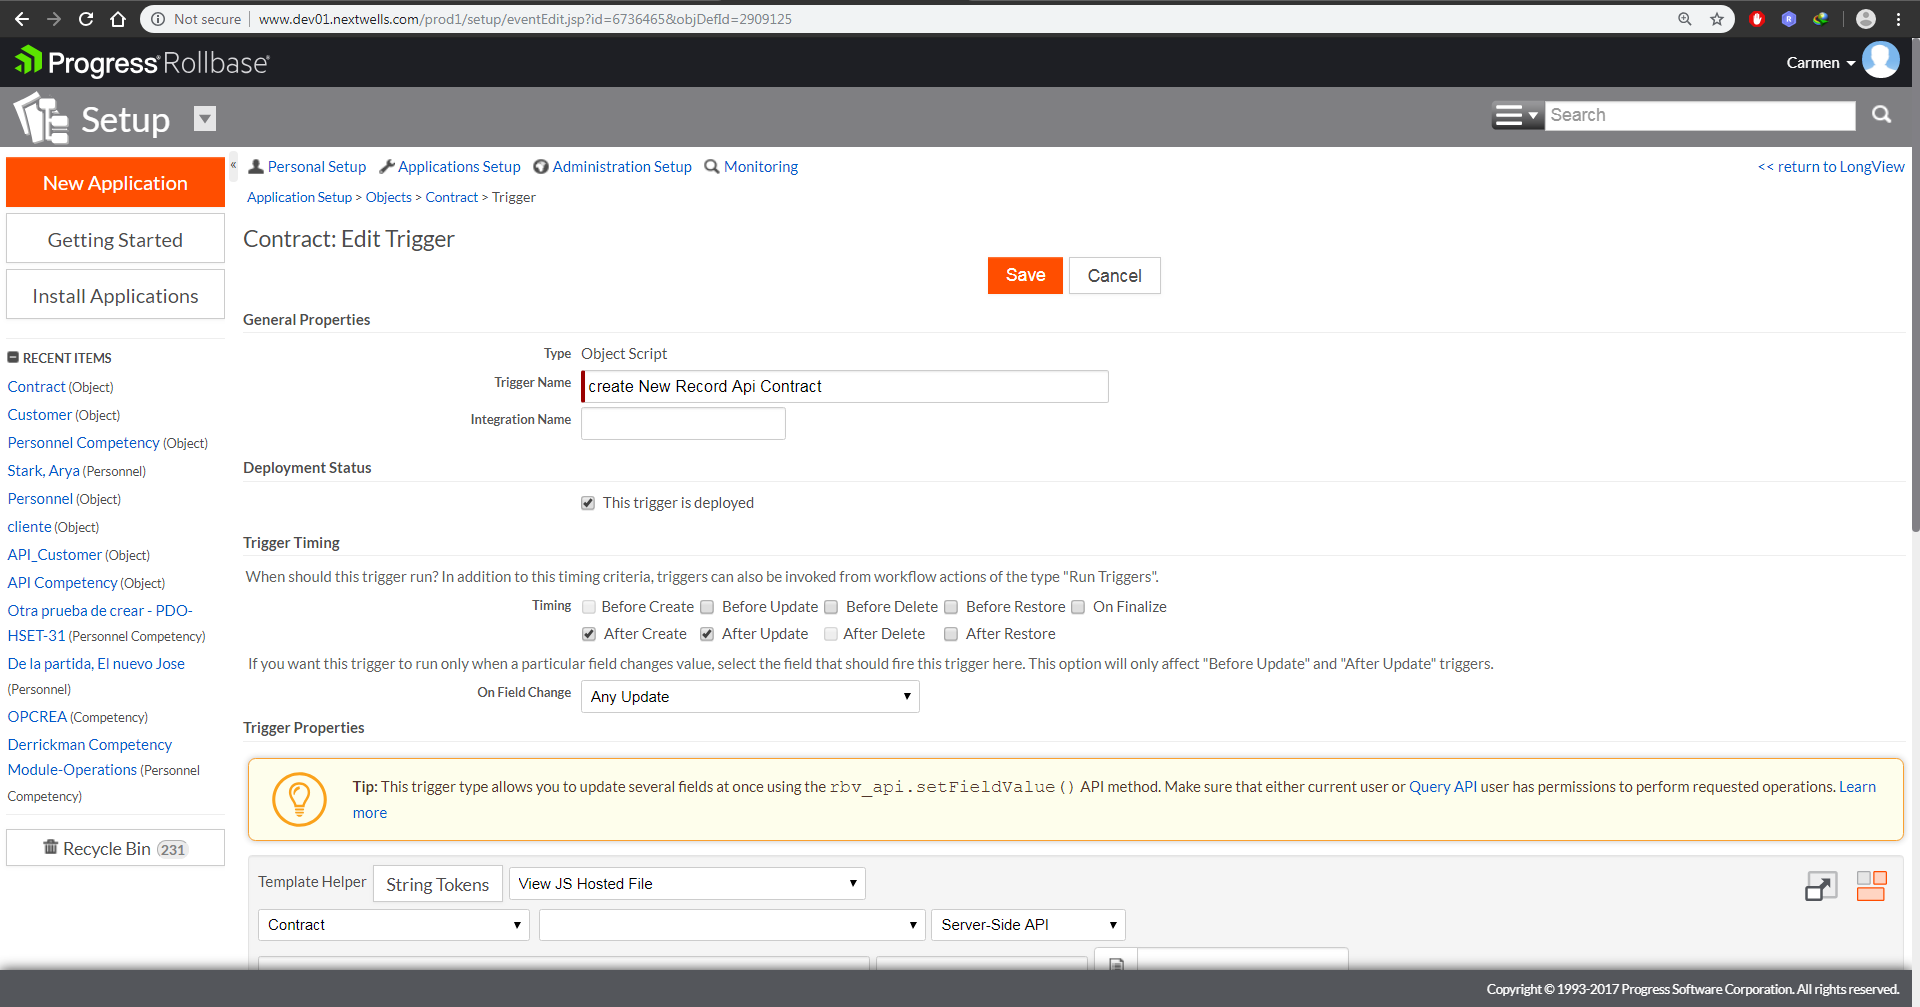 Not secure | www.dev01.nextwells.com/prod1/setup/eventEdit.jsp?id=6736465&objDefId=2909125
Progress Rollbase
Carmen
Setup
Search
New Application
Getting Started
Install Applications
« Personal Setup Applications Setup Administration Setup Monitoring << return to LongView
Application Setup > Objects > Contract > Trigger
Contract: Edit Trigger
Save Cancel
General Properties
Type Object Script
Trigger Name create New Record Api Contract
Integration Name
Deployment Status
This trigger is deployed
Trigger Timing
When should this trigger run? In addition to this timing criteria, triggers can also be invoked from workflow actions of the type "Run Triggers".
Timing Before Create Before Update Before Delete Before Restore On Finalize
After Create After Update After Delete After Restore
If you want this trigger to run only when a particular field changes value, select the field that should fire this trigger here. This option will only affect "Before Update" and "After Update" triggers.
On Field Change Any Update
Trigger Properties
Tip: This trigger type allows you to update several fields at once using the rbv_api.setFieldValue() API method. Make sure that either current user or Query API user has permissions to perform requested operations. Learn
more
Template Helper String Tokens View JS Hosted File
Contract Server-Side API
RECENT ITEMS
Contract (Object)
Customer (Object)
Personnel Competency (Object)
Stark, Arya (Personnel)
Personnel (Object)
cliente (Object)
API_Customer (Object)
API Competency (Object)
Otra prueba de crear - PDO-
HSET-31 (Personnel Competency)
De la partida, El nuevo Jose
(Personnel)
OPCREA (Competency)
Derrickman Competency
Module-Operations (Personnel
Competency)
Recycle Bin 231
Copyright © 1993-2017 Progress Software Corporation. All rights reserved.